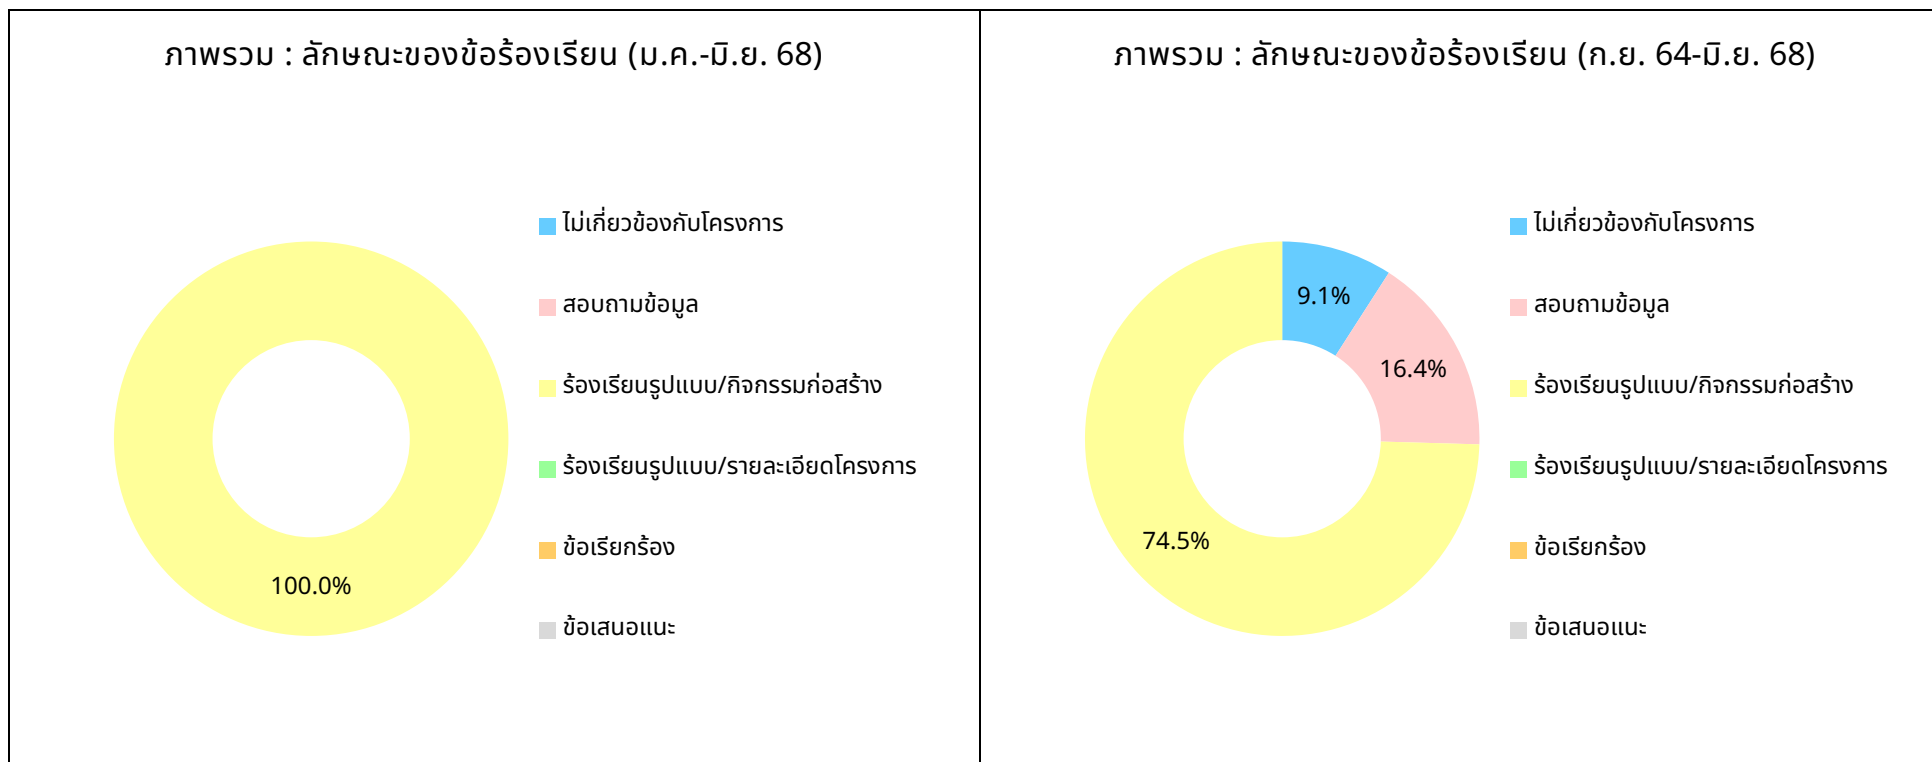 ภาพรวม : ลักษณะของข้อร้องเรียน (ม.ค.-มิ.ย. 68)
ไม่เกี่ยวข้องกับโครงการ
สอบถามข้อมูล
ร้องเรียนรูปแบบ/กิจกรรมก่อสร้าง
ร้องเรียนรูปแบบ/รายละเอียดโครงการ
ข้อเรียกร้อง
100.0%
ข้อเสนอแนะ
ภาพรวม : ลักษณะของข้อร้องเรียน (ก.ย. 64-มิ.ย. 68)
ไม่เกี่ยวข้องกับโครงการ
9.1%
สอบถามข้อมูล
16.4%
ร้องเรียนรูปแบบ/กิจกรรมก่อสร้าง
ร้องเรียนรูปแบบ/รายละเอียดโครงการ
74.5%
ข้อเรียกร้อง
ข้อเสนอแนะ